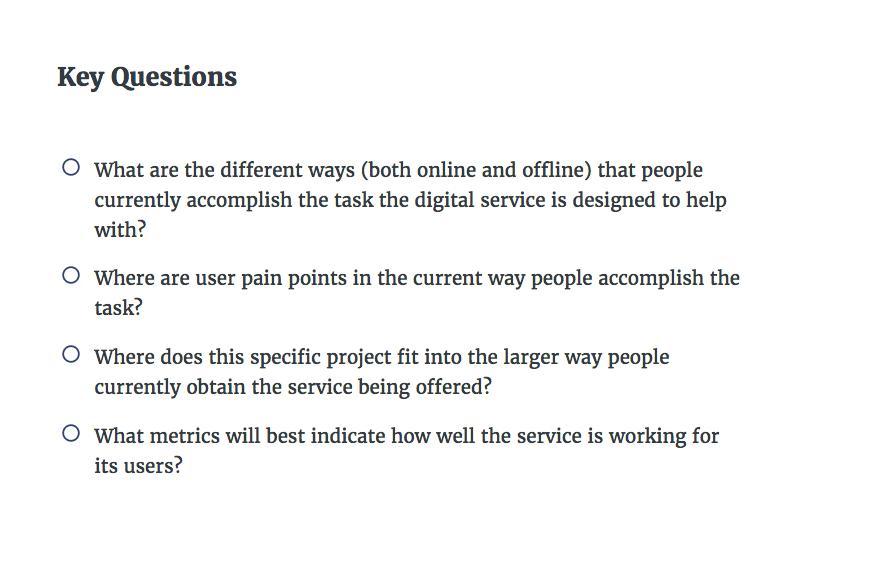 Key Questions
What are the different ways (both online and offline) that people
currently accomplish the task the digital service is designed to help
with?
Where are user pain points in the current way people accomplish the
task?
Where does this specific project fit into the larger way people
currently obtain the service being offered?
What metrics will best indicate how well the service is working for
its users?